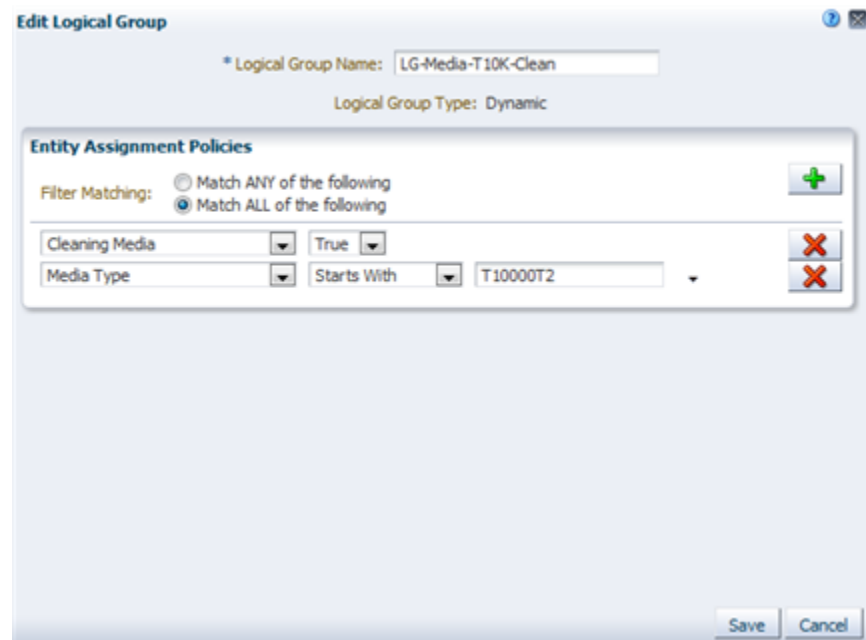 Edit Logical Group
* Logical Group Name: LG-Media-T10K-Clean
Logical Group Type: Dynamic
Entity Assignment Policies
Filter Matching:
Match ANY of the following
Match ALL of the following
Cleaning Media True
Media Type Starts With T10000T2
Save Cancel